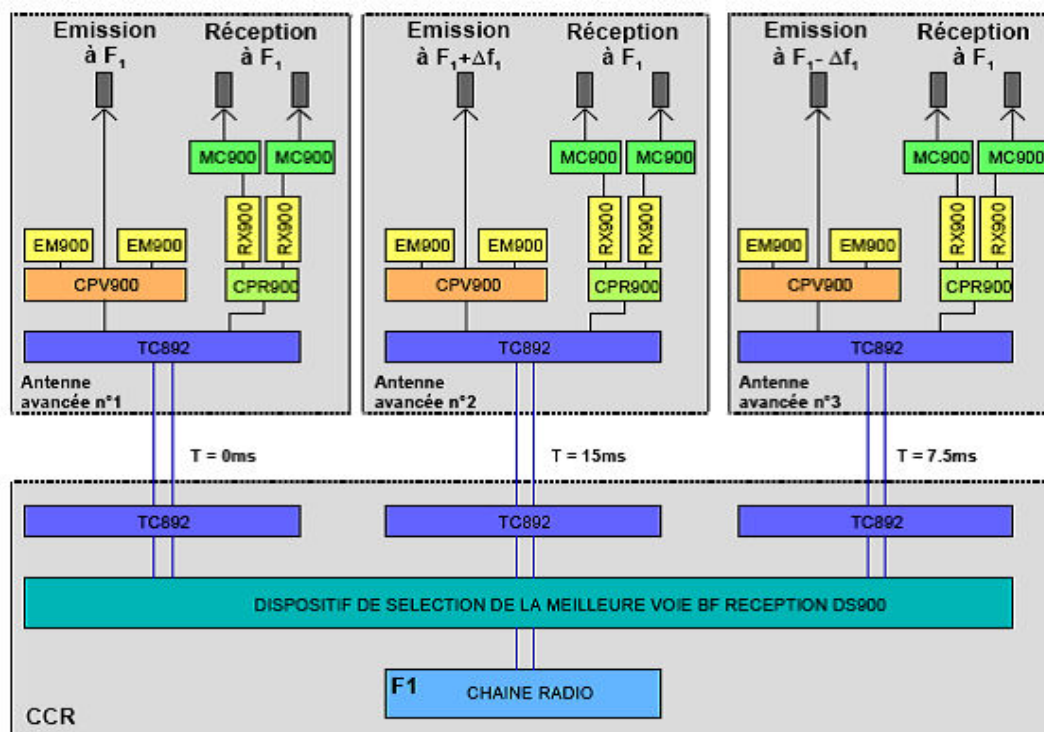 Emission
à F1
Réception
à F1
MC900
MC900
RX900
RX900
EM900
EM900
CPV900
CPR900
TC892
Antenne
avancée n°1
Emission
à F1+Δf1
Réception
à F1
MC900
MC900
RX900
RX900
EM900
EM900
CPV900
CPR900
TC892
Antenne
avancée n°2
Emission
à F1- Δf1
Réception
à F1
MC900
MC900
RX900
RX900
EM900
EM900
CPV900
CPR900
TC892
Antenne
avancée n°3
T = 0ms
T = 15ms
T = 7.5ms
TC892
TC892
TC892
DISPOSITIF DE SELECTION DE LA MEILLEURE VOIE BF RECEPTION DS900
F1
CHAINE RADIO
CCR